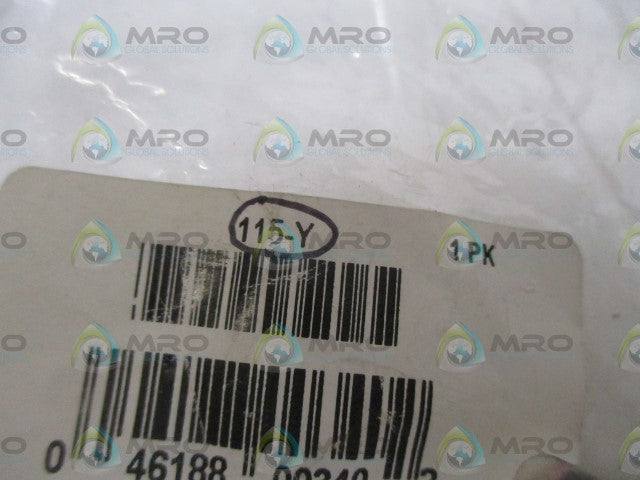 MRO GLOBAL SOLUTIONS
115-Y
1 PK
0 46188